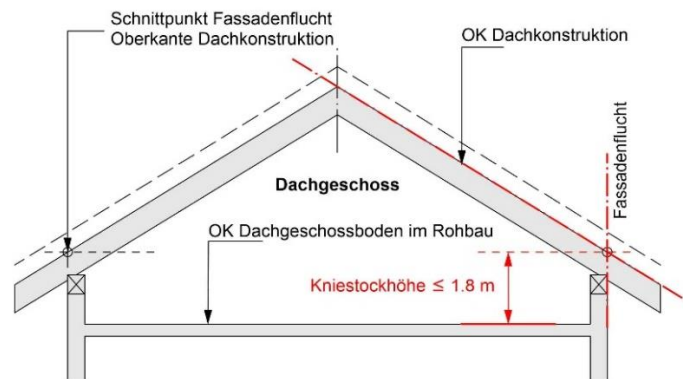 Schnittpunkt Fassadenflucht
Oberkante Dachkonstruktion
OK Dachkonstruktion
Fassadenflucht
Dachgeschoss
OK Dachgeschossboden im Rohbau
Kniestockhöhe ≤ 1.8 m